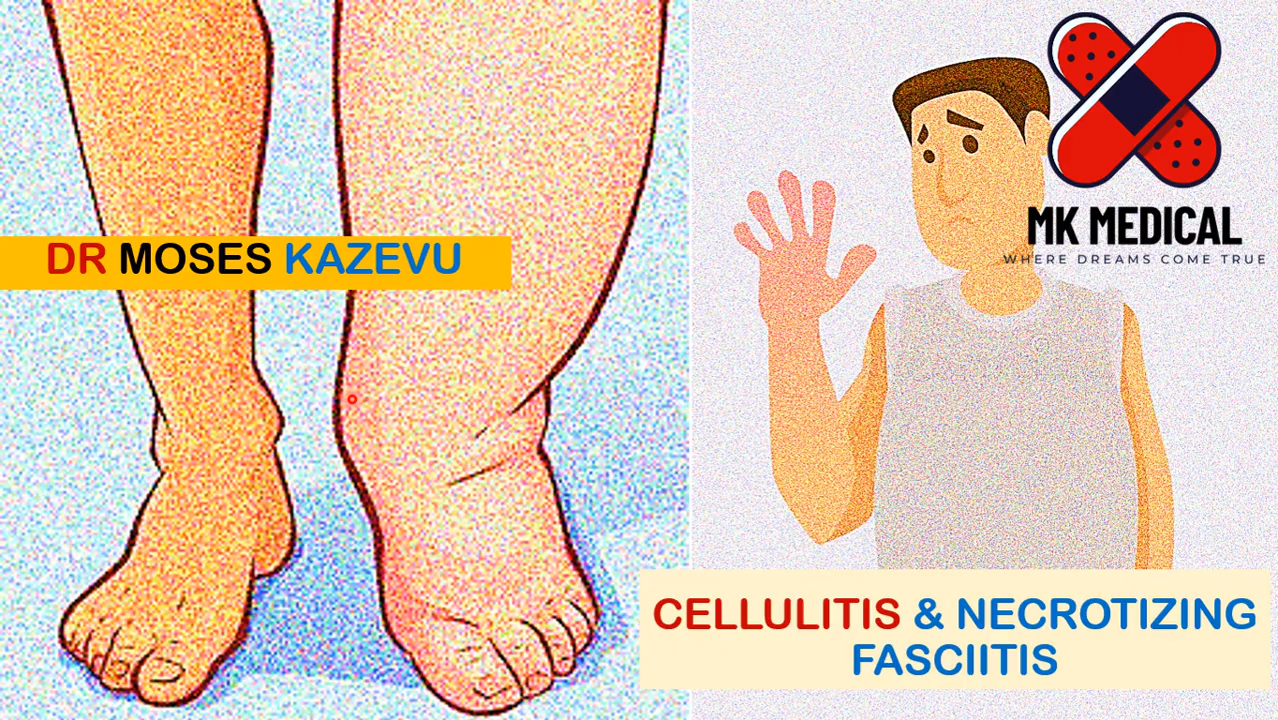 MK MEDICAL
WHERE DREAMS COME TRUE
DR MOSES KAZEVU
CELLULITIS & NECROTIZING
FASCIITIS